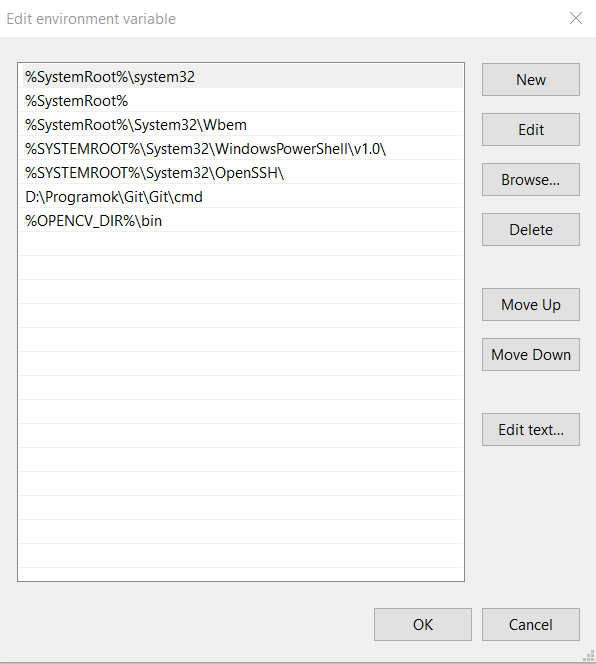 Edit environment variable
%SystemRoot%\system32
%SystemRoot%
%SystemRoot%\System32\Wbem
%SYSTEMROOT%\System32\WindowsPowerShell\v1.0\
%SYSTEMROOT%\System32\OpenSSH\
D:\Programok\Git\Git\cmd
%OPENCV_DIR%\bin
New
Edit
Browse...
Delete
Move Up
Move Down
Edit text...
OK
Cancel